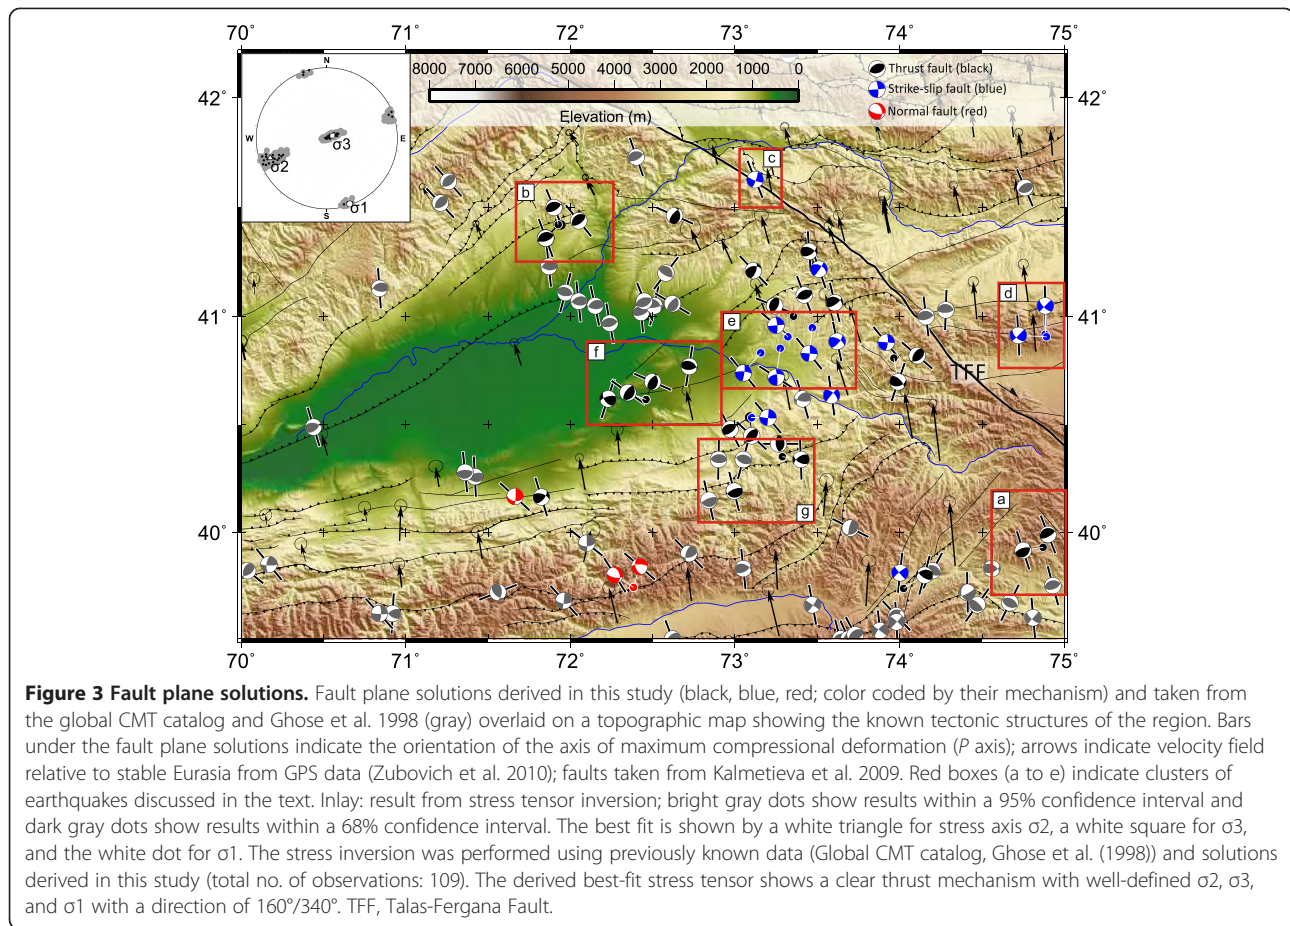 70˚ 71˚ 72˚ 73˚ 74˚ 75˚
8000 7000 6000 5000 4000 3000 2000 1000 0
Elevation (m)
Thrust fault (black)
Strike-slip fault (blue)
Normal fault (red)
N
W E
S
σ3
σ2
σ1
42˚ 42˚
41˚ 41˚
40˚ 40˚
b
c
d
e
f
TFF
g
a
70˚ 71˚ 72˚ 73˚ 74˚ 75˚
Figure 3 Fault plane solutions. Fault plane solutions derived in this study (black, blue, red; color coded by their mechanism) and taken from
the global CMT catalog and Ghose et al. 1998 (gray) overlaid on a topographic map showing the known tectonic structures of the region. Bars
under the fault plane solutions indicate the orientation of the axis of maximum compressional deformation (P axis); arrows indicate velocity field
relative to stable Eurasia from GPS data (Zubovich et al. 2010); faults taken from Kalmetieva et al. 2009. Red boxes (a to e) indicate clusters of
earthquakes discussed in the text. Inlay: result from stress tensor inversion; bright gray dots show results within a 95% confidence interval and
dark gray dots show results within a 68% confidence interval. The best fit is shown by a white triangle for stress axis σ2, a white square for σ3,
and the white dot for σ1. The stress inversion was performed using previously known data (Global CMT catalog, Ghose et al. (1998)) and solutions
derived in this study (total no. of observations: 109). The derived best-fit stress tensor shows a clear thrust mechanism with well-defined σ2, σ3,
and σ1 with a direction of 160°/340°. TFF, Talas-Fergana Fault.